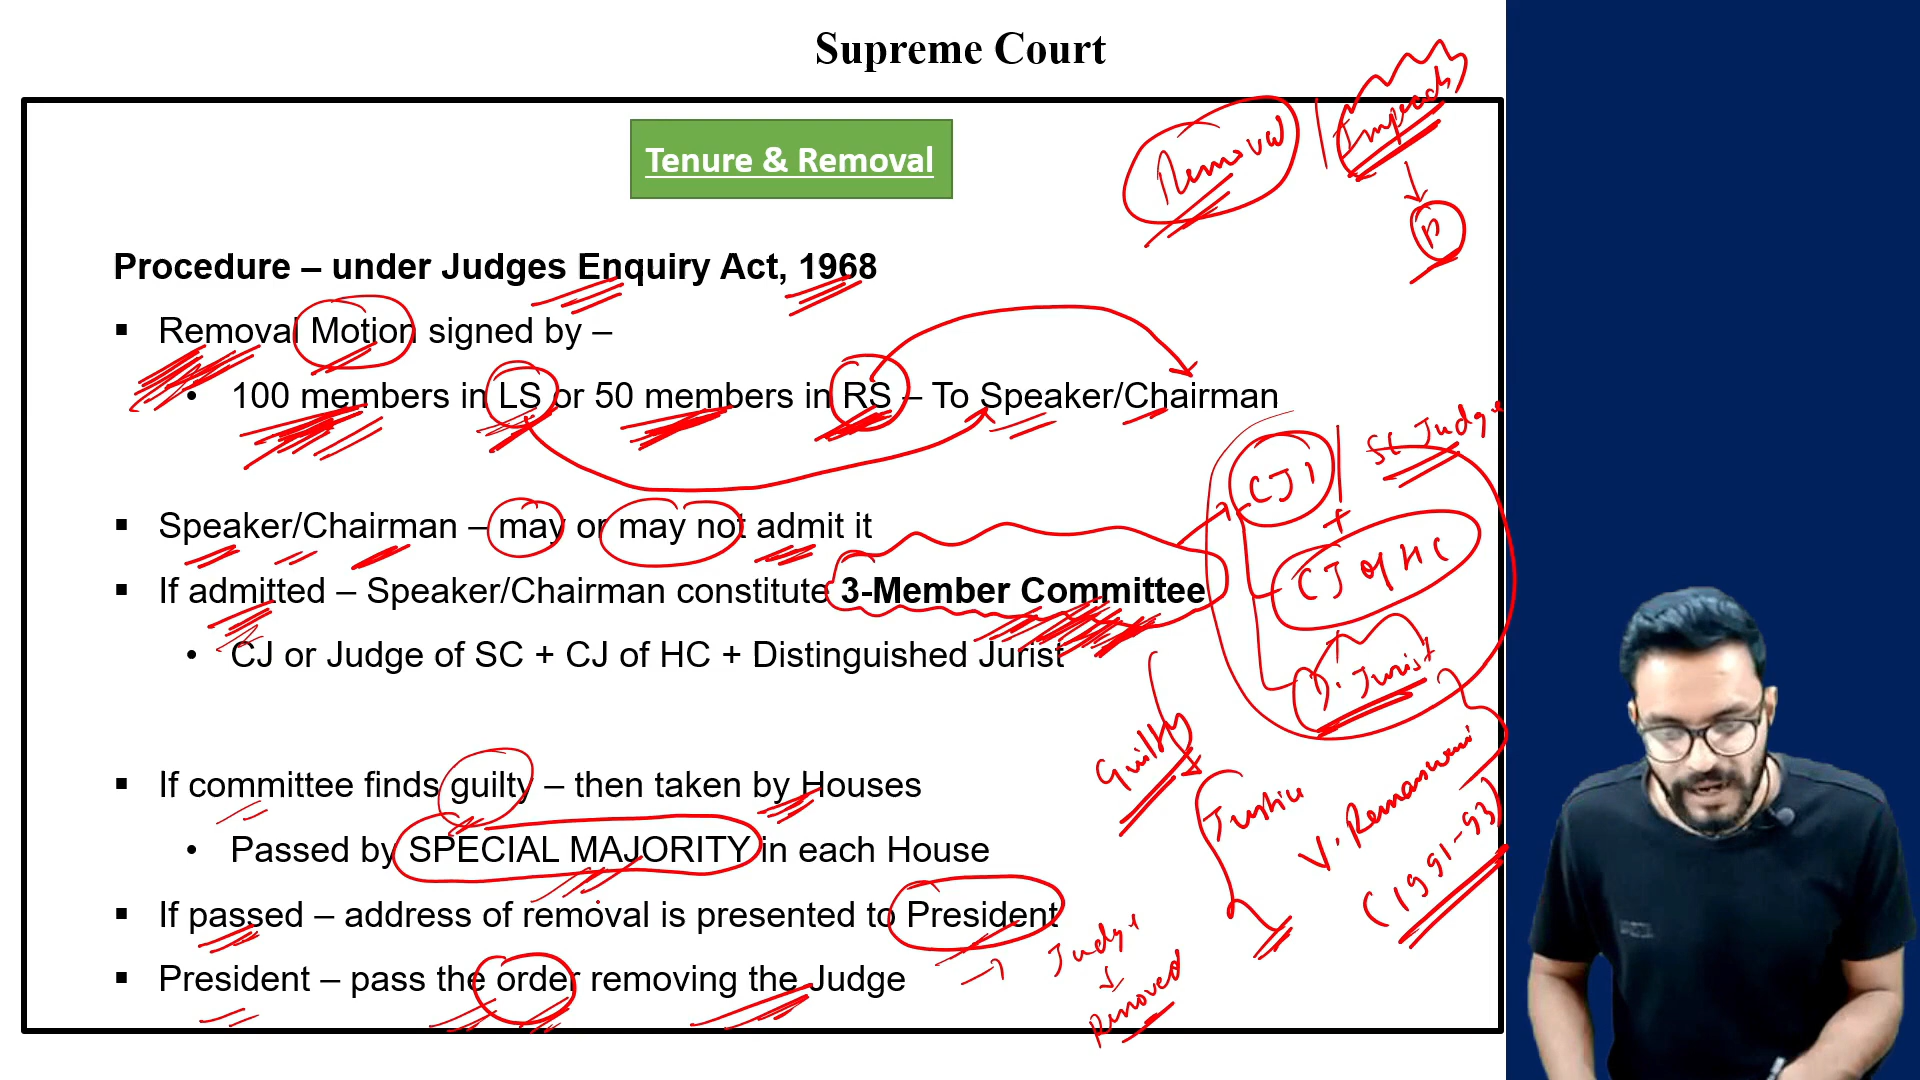 Supreme Court
Tenure & Removal
Removal
Impeach
P
Procedure – under Judges Enquiry Act, 1968
▪ Removal Motion signed by –
• 100 members in LS or 50 members in RS – To Speaker/Chairman
CJI
SC Judge
+
▪ Speaker/Chairman – may or may not admit it
CJ of HC
▪ If admitted – Speaker/Chairman constitute 3-Member Committee
• CJ or Judge of SC + CJ of HC + Distinguished Jurist
D. Jurist
Guilty
▪ If committee finds guilty – then taken by Houses
Justice
V. Ramaswami
(1991-93)
• Passed by SPECIAL MAJORITY in each House
▪ If passed – address of removal is presented to President
Judge
▪ President – pass the order removing the Judge
Removed